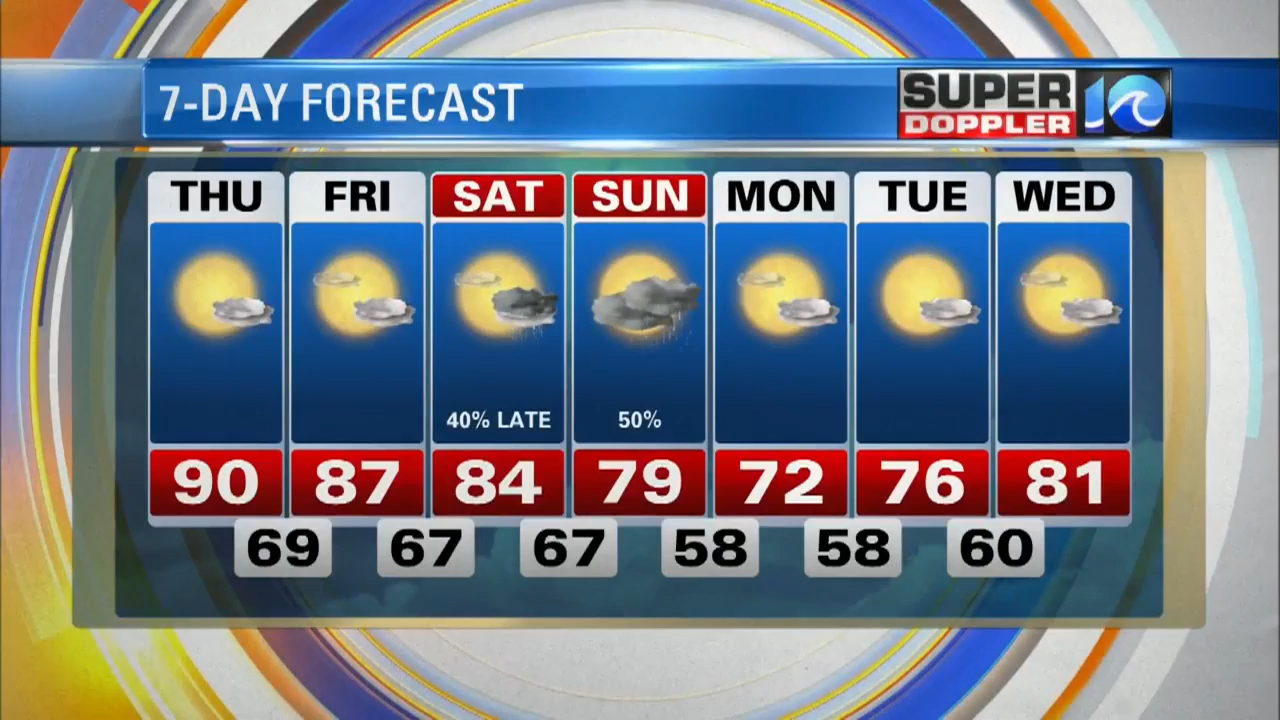 7-DAY FORECAST
SUPER
DOPPLER
10
THU FRI SAT SUN MON TUE WED
40% LATE 50%
90 87 84 79 72 76 81
69 67 67 58 58 60